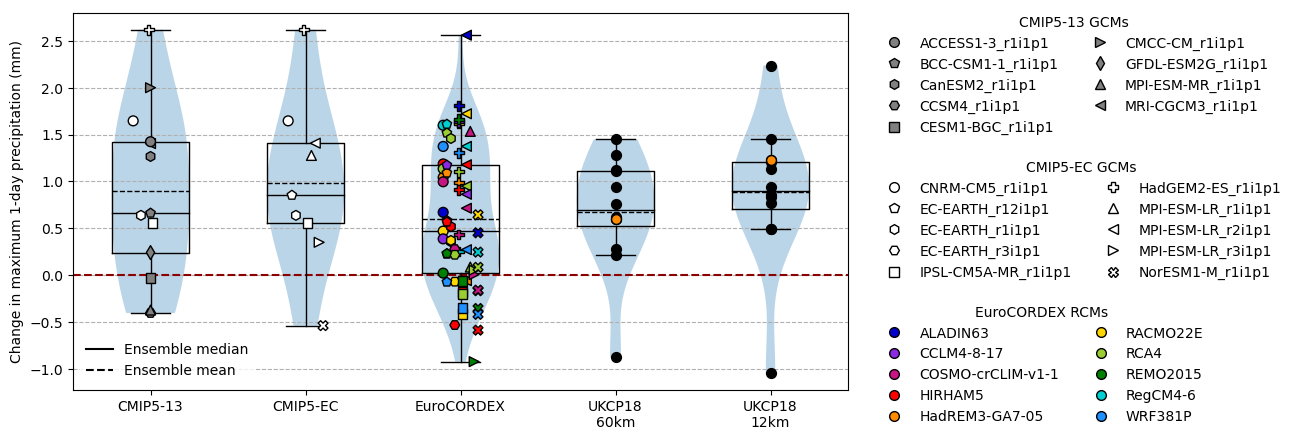 Change in maximum 1-day precipitation (mm)
2.5
2.0
1.5
1.0
0.5
0.0
−0.5
−1.0
Ensemble median
Ensemble mean
CMIP5-13
CMIP5-EC
EuroCORDEX
UKCP18
60km
UKCP18
12km
CMIP5-13 GCMs
ACCESS1-3_r1i1p1
BCC-CSM1-1_r1i1p1
CanESM2_r1i1p1
CCSM4_r1i1p1
CESM1-BGC_r1i1p1
CMCC-CM_r1i1p1
GFDL-ESM2G_r1i1p1
MPI-ESM-MR_r1i1p1
MRI-CGCM3_r1i1p1
CMIP5-EC GCMs
CNRM-CM5_r1i1p1
EC-EARTH_r12i1p1
EC-EARTH_r1i1p1
EC-EARTH_r3i1p1
IPSL-CM5A-MR_r1i1p1
HadGEM2-ES_r1i1p1
MPI-ESM-LR_r1i1p1
MPI-ESM-LR_r2i1p1
MPI-ESM-LR_r3i1p1
NorESM1-M_r1i1p1
EuroCORDEX RCMs
ALADIN63
CCLM4-8-17
COSMO-crCLIM-v1-1
HIRHAM5
HadREM3-GA7-05
RACMO22E
RCA4
REMO2015
RegCM4-6
WRF381P